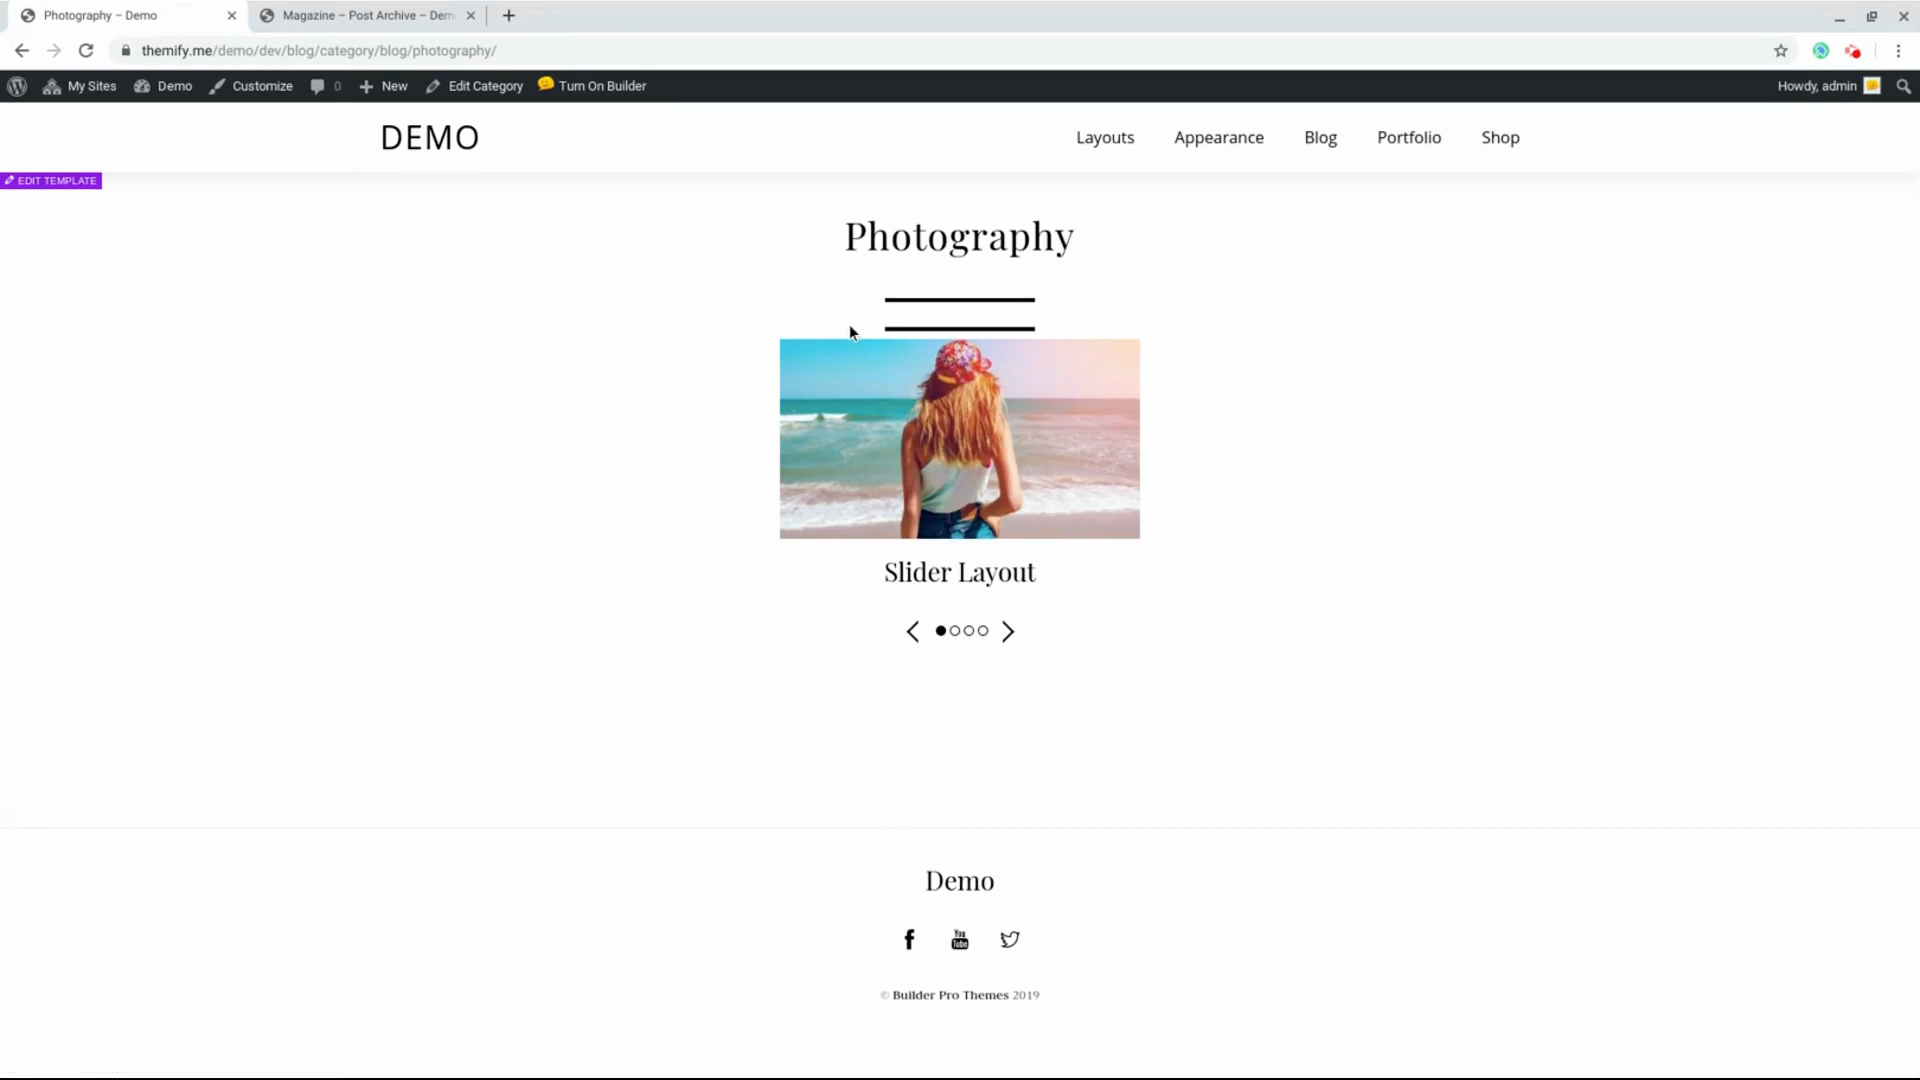 Photography – Demo
Magazine – Post Archive – Dem
themify.me/demo/dev/blog/category/blog/photography/
My Sites Demo Customize 0 New Edit Category Turn On Builder Howdy, admin
DEMO Layouts Appearance Blog Portfolio Shop
EDIT TEMPLATE
Photography
Slider Layout
Demo
You
Tube
© Builder Pro Themes 2019